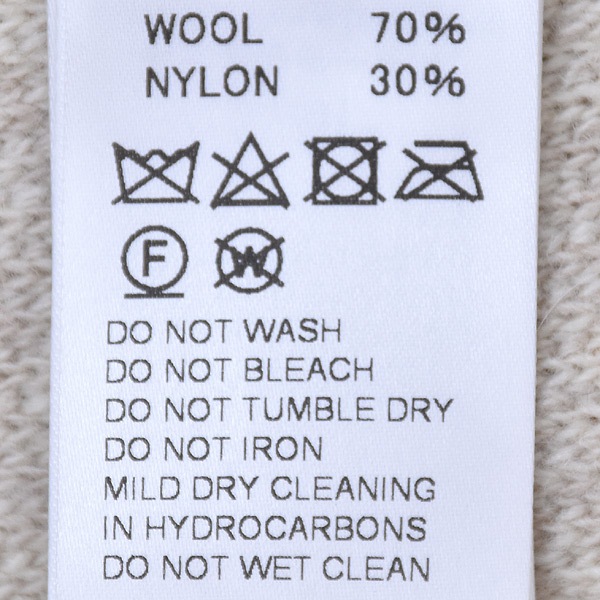 WOOL 70%
NYLON 30%
F W
DO NOT WASH
DO NOT BLEACH
DO NOT TUMBLE DRY
DO NOT IRON
MILD DRY CLEANING
IN HYDROCARBONS
DO NOT WET CLEAN